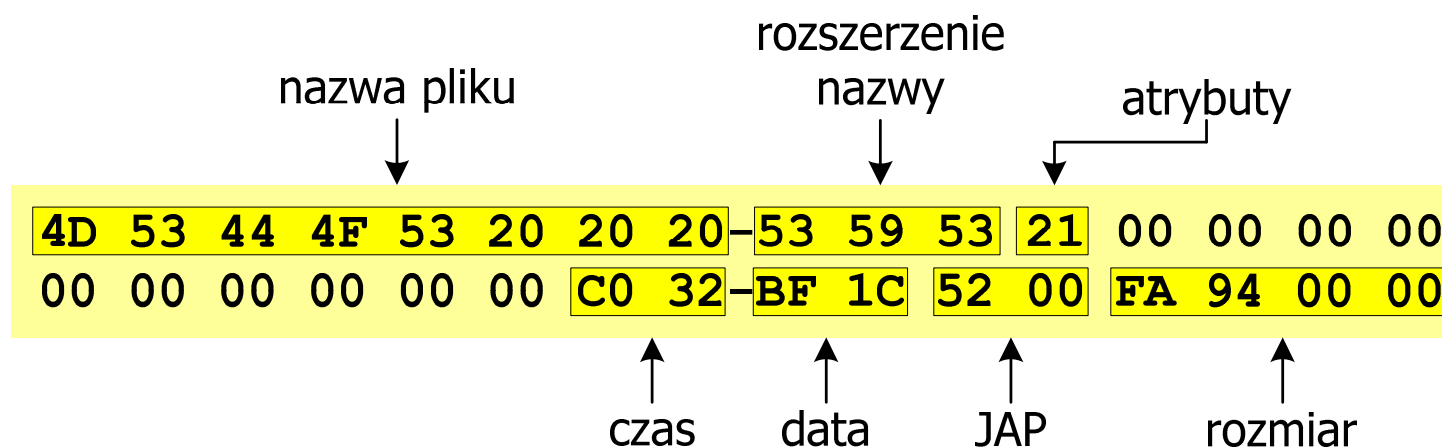 rozszerzenie
nazwa pliku nazwy atrybuty
4D 53 44 4F 53 20 20 20-53 59 53 21 00 00 00 00
00 00 00 00 00 00 C0 32-BF 1C 52 00 FA 94 00 00
czas data JAP rozmiar